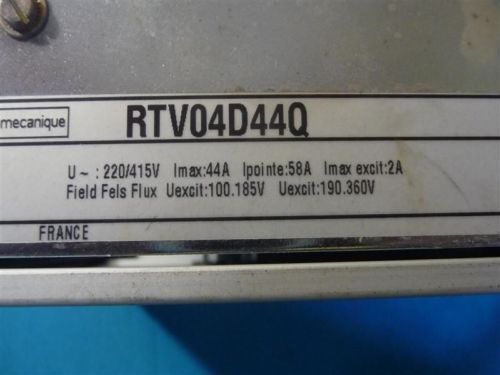 mecanique
RTV04D44Q
U ~ : 220/415V Imax:44A Ipointe:58A Imax excit:2A
Field Fels Flux Uexcit:100.185V Uexcit:190.360V
FRANCE